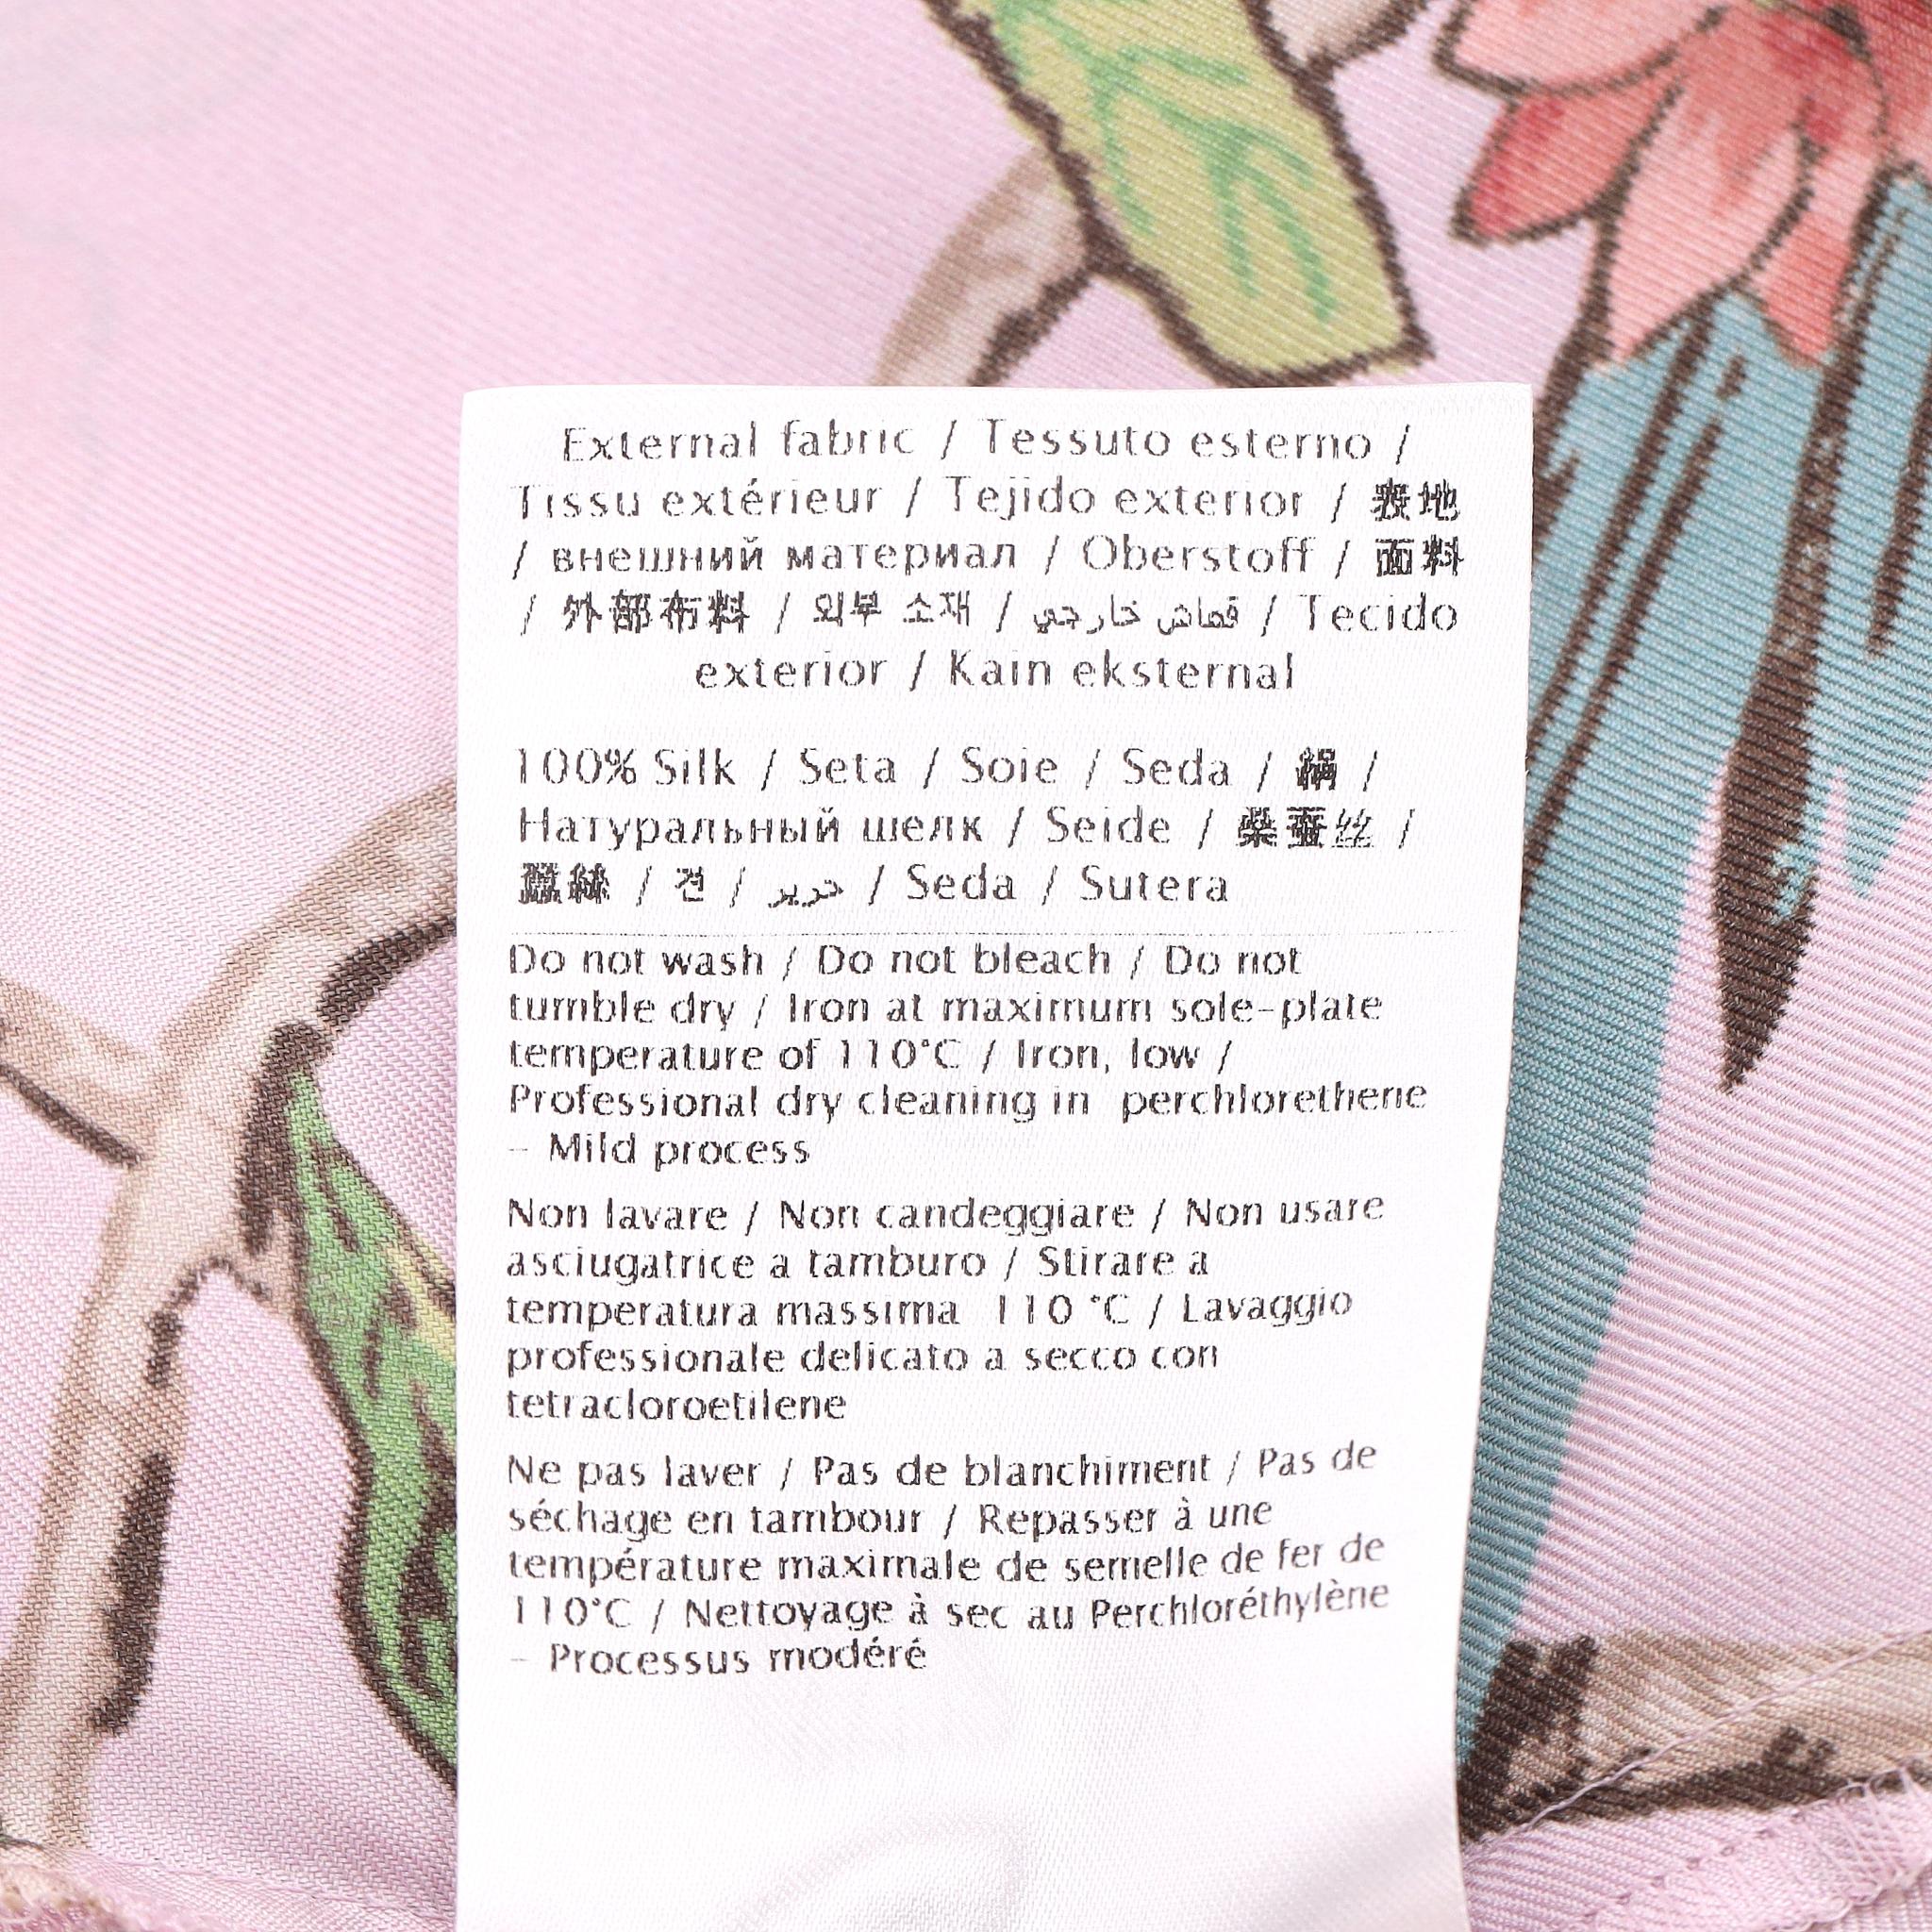 External fabric / Tessuto esterno /
Tissu extérieur / Tejido exterior / 表地
/ внешний материал / Oberstoff / 面料
/ 外部布料 / 외부 소재 / قماش خارجي / Tecido
exterior / Kain eksternal
100% Silk / Seta / Soie / Seda / 絹 /
Натуральный шелк / Seide / 桑蚕丝 /
蠶絲 / 견 / حرير / Seda / Sutera
Do not wash / Do not bleach / Do not
tumble dry / Iron at maximum sole-plate
temperature of 110°C / Iron, low /
Professional dry cleaning in perchlorethene
- Mild process
Non lavare / Non candeggiare / Non usare
asciugatrice a tamburo / Stirare a
temperatura massima 110 °C / Lavaggio
professionale delicato a secco con
tetracloroetilene
Ne pas laver / Pas de blanchiment / Pas de
séchage en tambour / Repasser à une
température maximale de semelle de fer de
110°C / Nettoyage à sec au Perchloréthylène
- Processus modéré